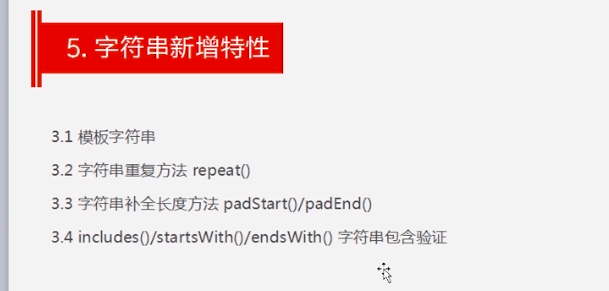 5. 字符串新增特性
3.1 模板字符串
3.2 字符串重复方法 repeat()
3.3 字符串补全长度方法 padStart()/padEnd()
3.4 includes()/startsWith()/endsWith() 字符串包含验证